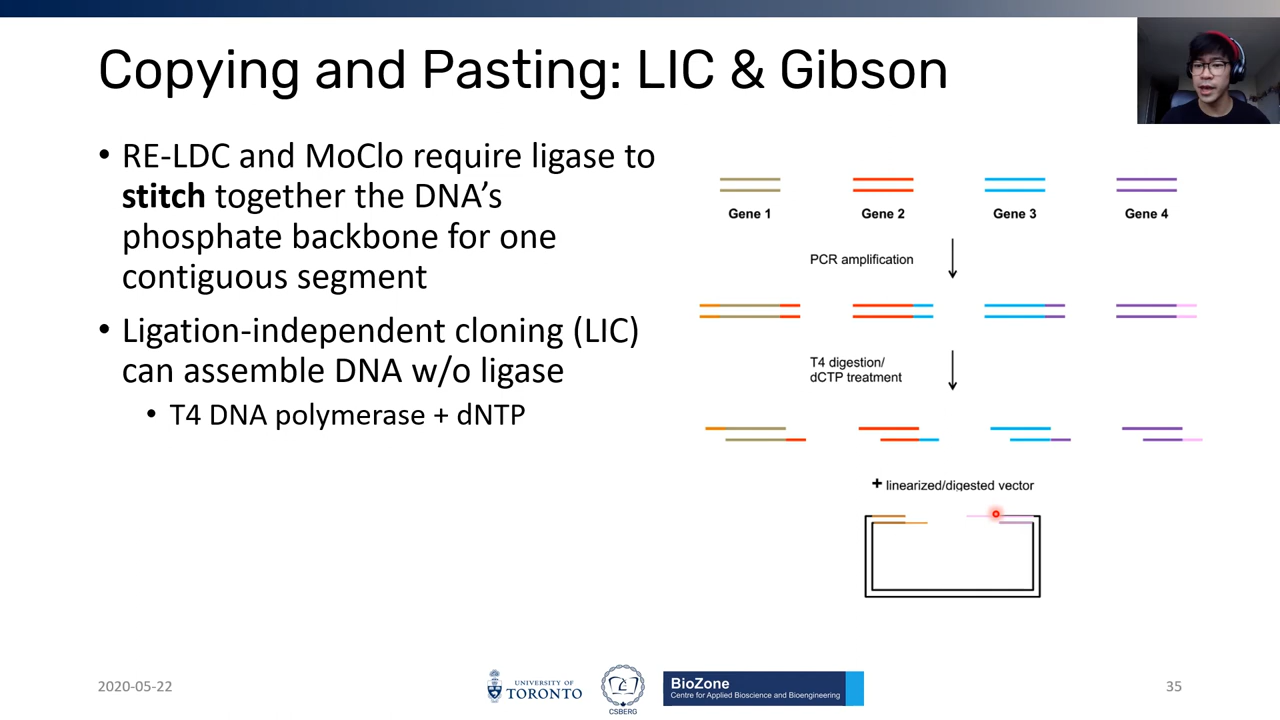 Copying and Pasting: LIC & Gibson
• RE-LDC and MoClo require ligase to
stitch together the DNA's
phosphate backbone for one
contiguous segment
• Ligation-independent cloning (LIC)
can assemble DNA w/o ligase
• T4 DNA polymerase + dNTP
Gene 1 Gene 2 Gene 3 Gene 4
PCR amplification
T4 digestion/
dCTP treatment
+ linearized/digested vector
2020-05-22
UNIVERSITY OF
TORONTO
CSBERG
BioZone
Centre for Applied Bioscience and Bioengineering
35